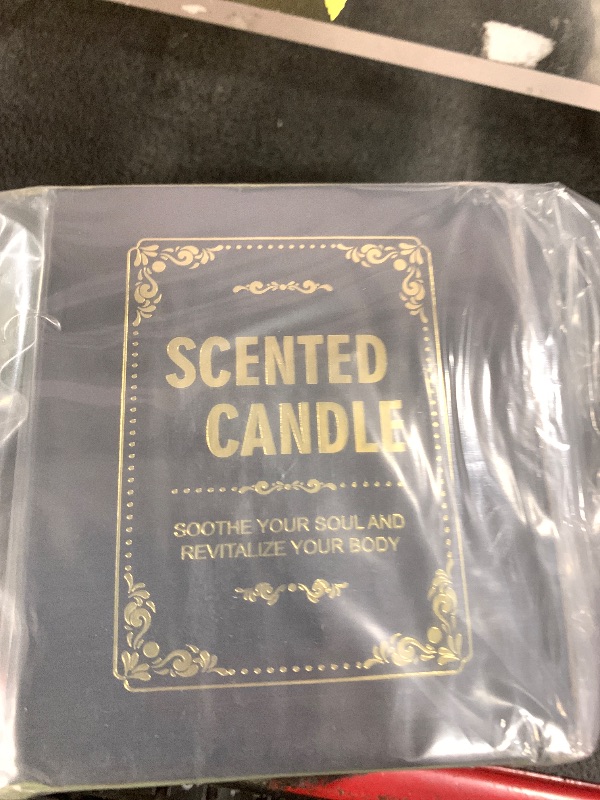 SCENTED
CANDLE
SOOTHE YOUR SOUL AND
REVITALIZE YOUR BODY